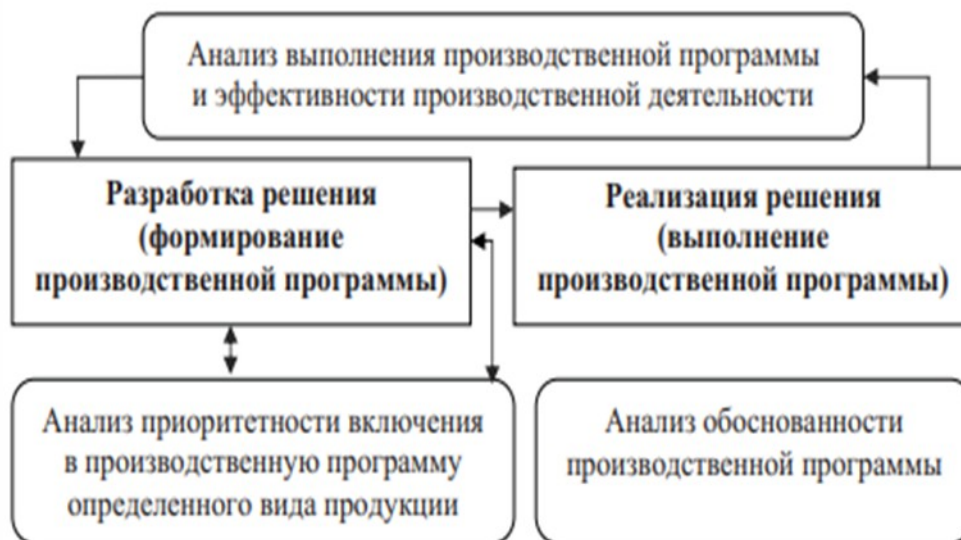 Анализ выполнения производственной программы
и эффективности производственной деятельности
Разработка решения
(формирование
производственной программы)
Реализация решения
(выполнение
производственной программы)
Анализ приоритетности включения
в производственную программу
определенного вида продукции
Анализ обоснованности
производственной программы